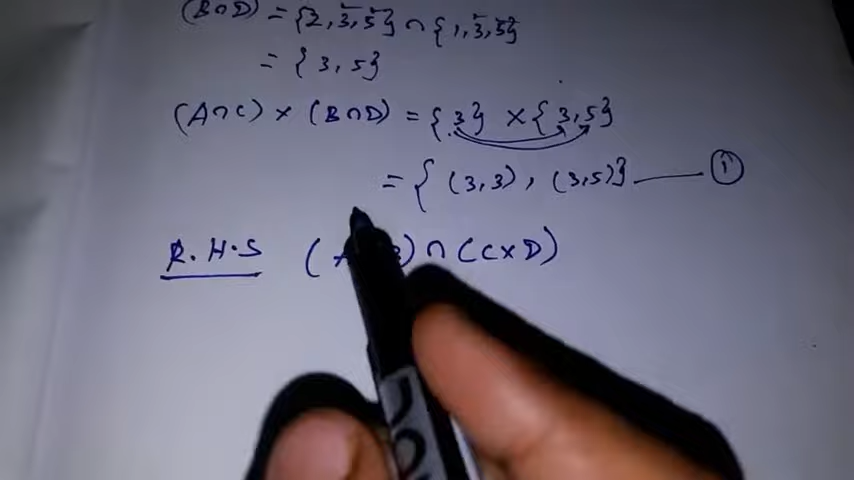 (B∩D) = {2, 3, 5} ∩ {1, 3, 5}
= {3, 5}
(A∩C) × (B∩D) = {3} × {3, 5}
= {(3,3), (3,5)} —— ①
R.H.S ( ) ∩ (C×D)